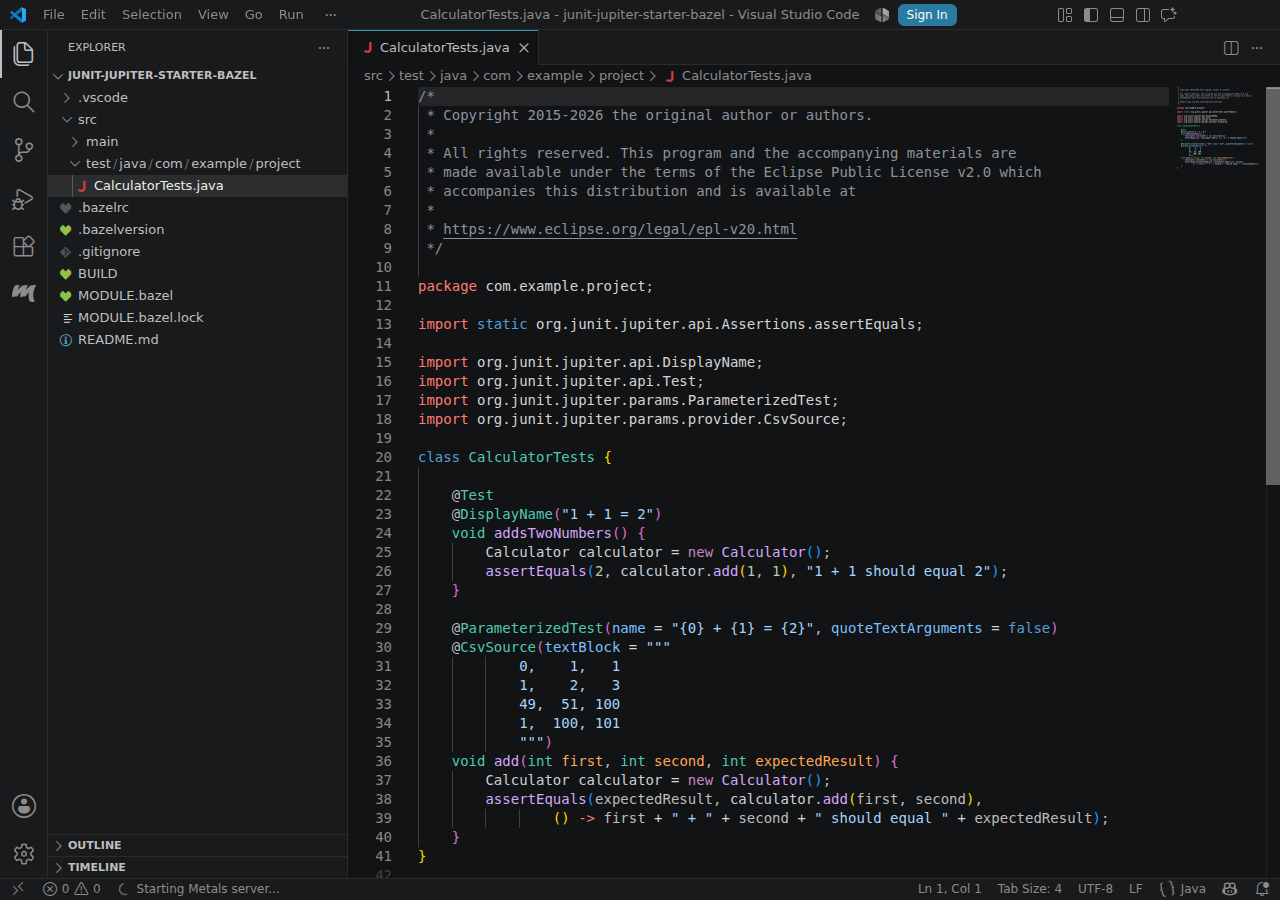 File Edit Selection View Go Run ··· CalculatorTests.java - junit-jupiter-starter-bazel - Visual Studio Code Sign In
EXPLORER
JUNIT-JUPITER-STARTER-BAZEL
.vscode
src
main
test/java/com/example/project
CalculatorTests.java
.bazelrc
.bazelversion
.gitignore
BUILD
MODULE.bazel
MODULE.bazel.lock
README.md
OUTLINE
TIMELINE
CalculatorTests.java
src > test > java > com > example > project > CalculatorTests.java
1 /*
2  * Copyright 2015-2026 the original author or authors.
3  *
4  * All rights reserved. This program and the accompanying materials are
5  * made available under the terms of the Eclipse Public License v2.0 which
6  * accompanies this distribution and is available at
7  *
8  * https://www.eclipse.org/legal/epl-v20.html
9  */
10
11 package com.example.project;
12
13 import static org.junit.jupiter.api.Assertions.assertEquals;
14
15 import org.junit.jupiter.api.DisplayName;
16 import org.junit.jupiter.api.Test;
17 import org.junit.jupiter.params.ParameterizedTest;
18 import org.junit.jupiter.params.provider.CsvSource;
19
20 class CalculatorTests {
21
22     @Test
23     @DisplayName("1 + 1 = 2")
24     void addsTwoNumbers() {
25         Calculator calculator = new Calculator();
26         assertEquals(2, calculator.add(1, 1), "1 + 1 should equal 2");
27     }
28
29     @ParameterizedTest(name = "{0} + {1} = {2}", quoteTextArguments = false)
30     @CsvSource(textBlock = """
31             0,    1,   1
32             1,    2,   3
33             49,  51, 100
34             1,  100, 101
35             """)
36     void add(int first, int second, int expectedResult) {
37         Calculator calculator = new Calculator();
38         assertEquals(expectedResult, calculator.add(first, second),
39                 () -> first + " + " + second + " should equal " + expectedResult);
40     }
41 }
42
0 0 Starting Metals server... Ln 1, Col 1 Tab Size: 4 UTF-8 LF Java